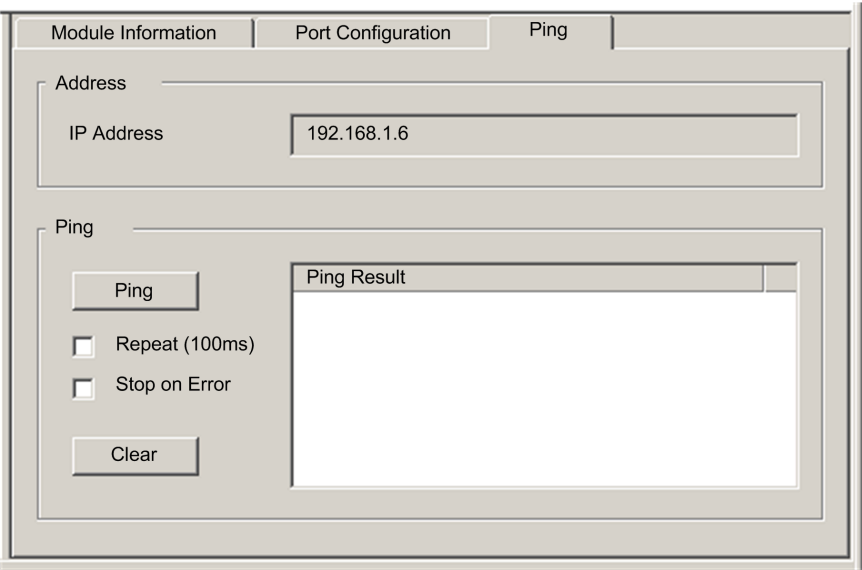 Module Information Port Configuration Ping
Address
IP Address 192.168.1.6
Ping
Ping Result
Ping
Repeat (100ms)
Stop on Error
Clear